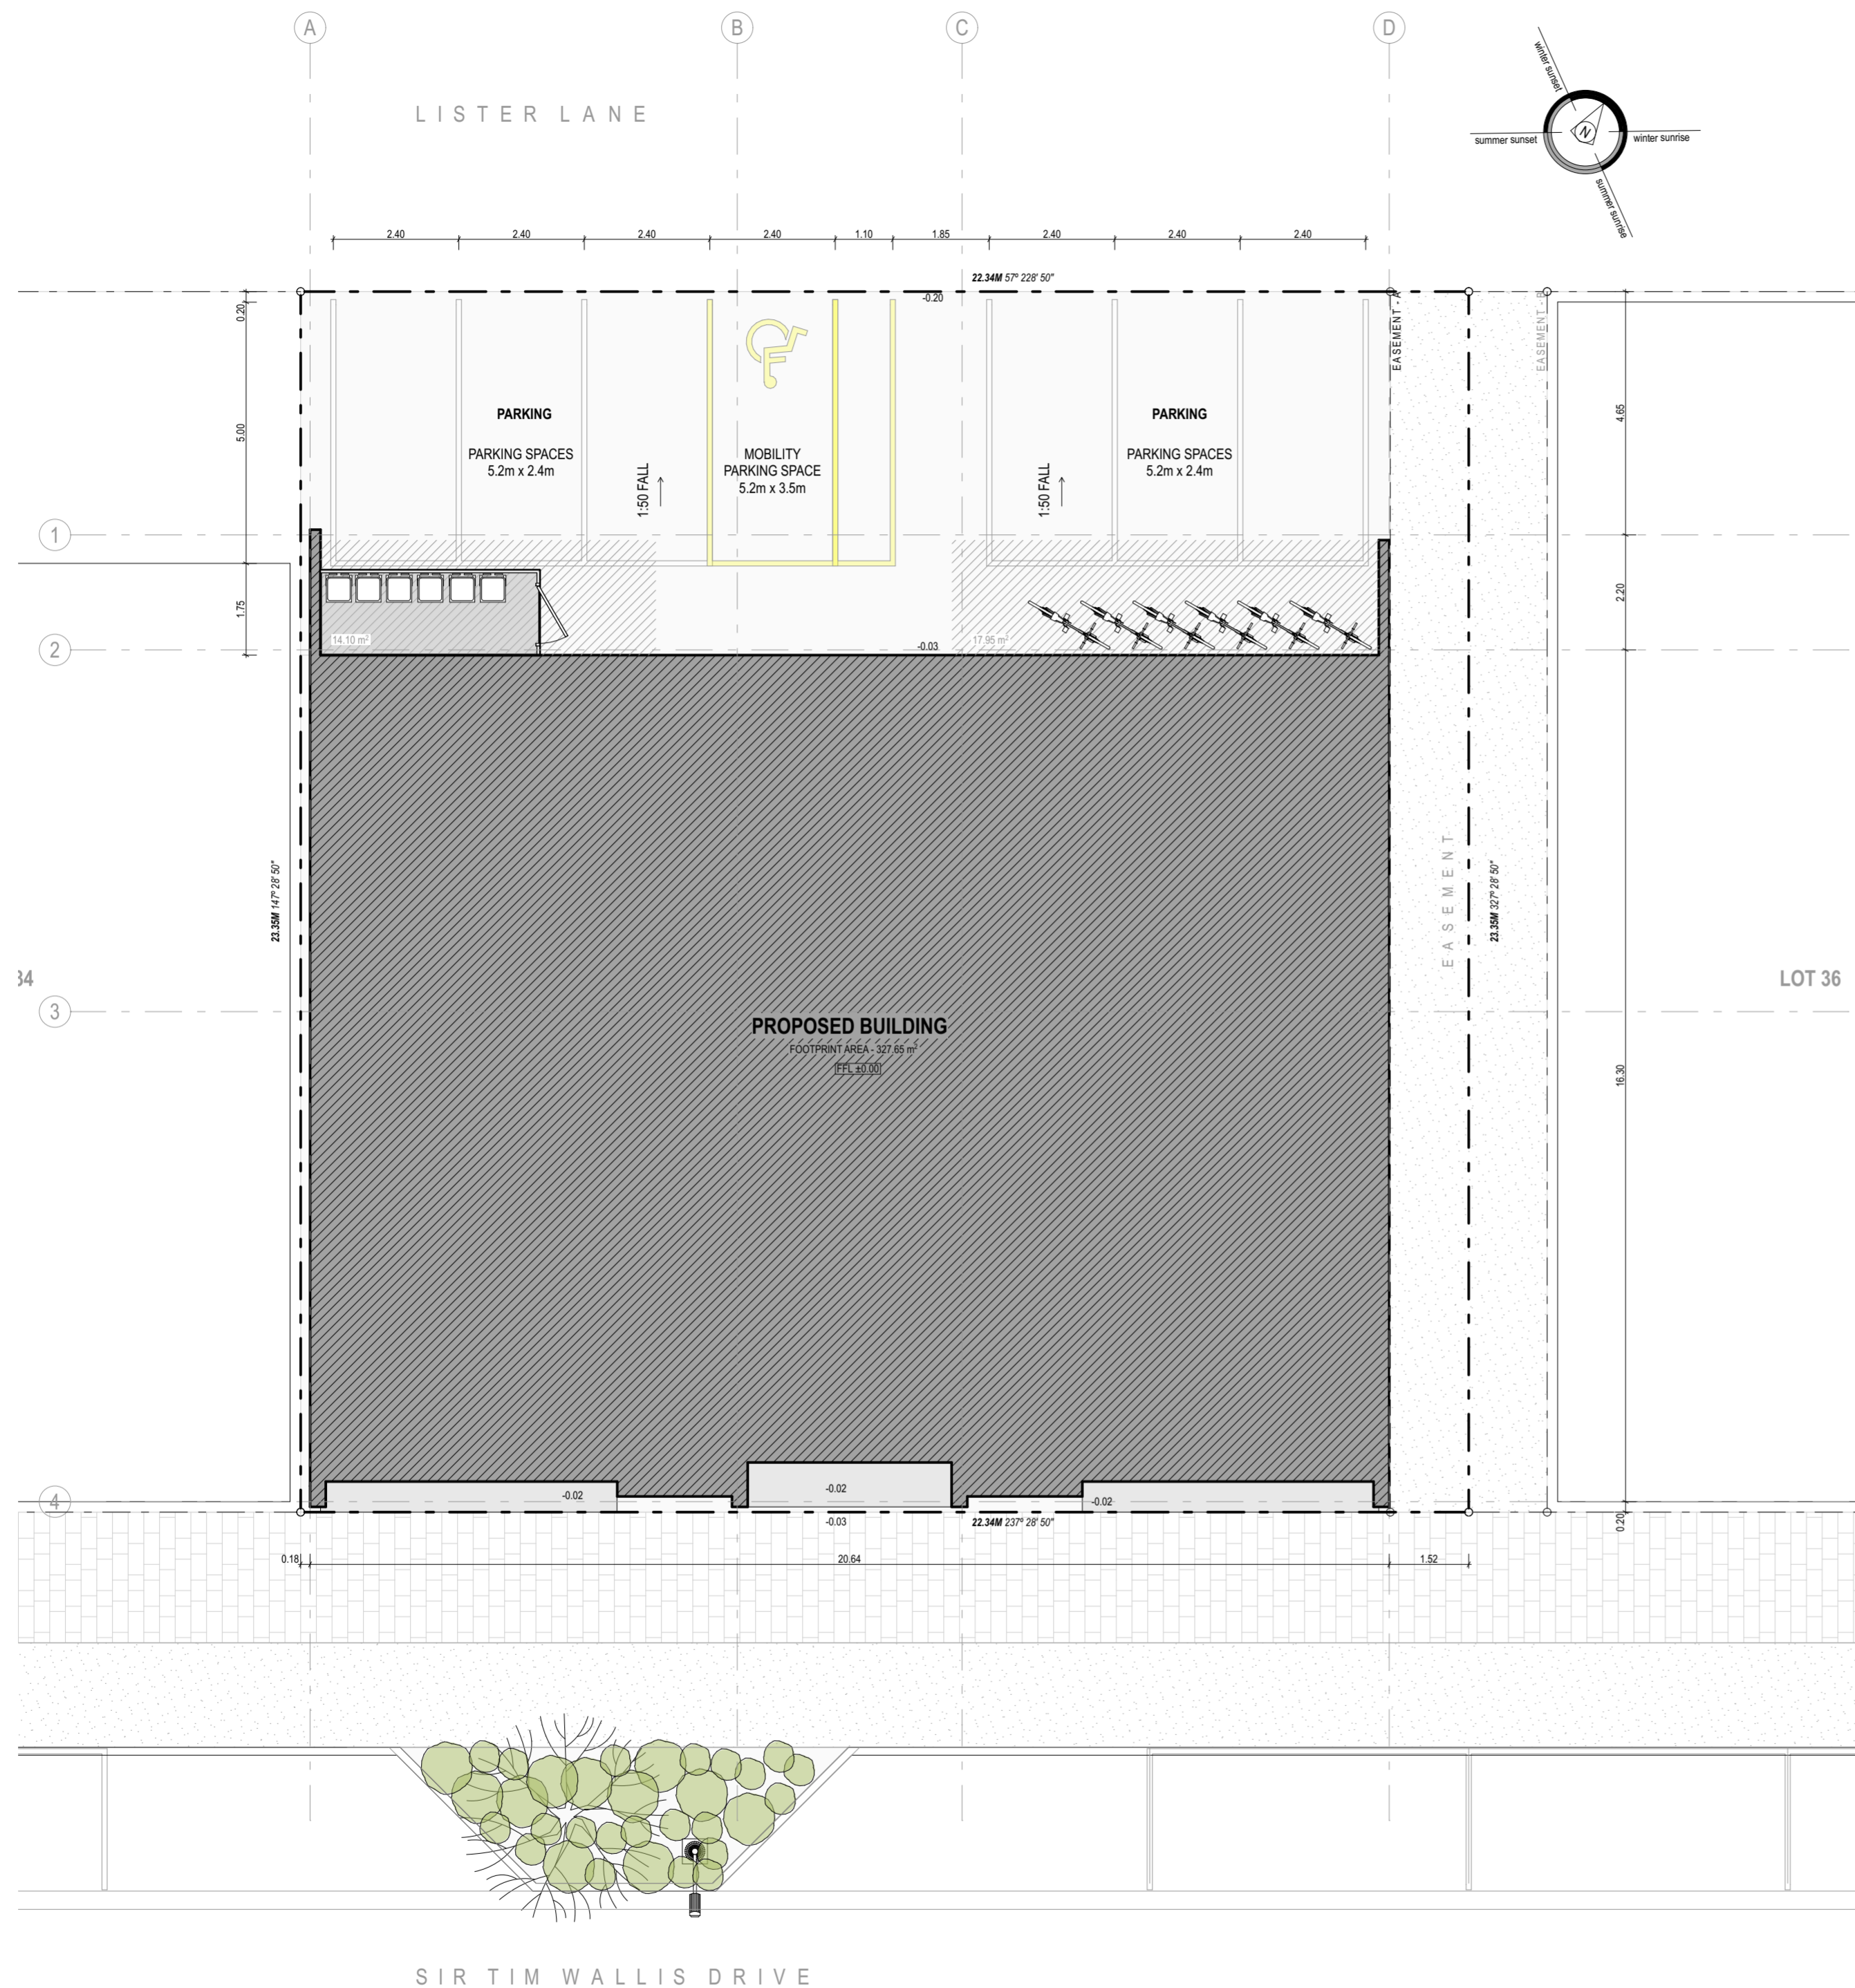 A
B
C
D
LISTER LANE
winter sunset
N
summer sunset
winter sunrise
summer sunrise
2.40
2.40
2.40
2.40
1.10
1.85
2.40
2.40
2.40
22.34M 57º 228' 50"
0.20
-0.20
EASEMENT - A
EASEMENT - B
PARKING
PARKING SPACES
5.2m x 2.4m
1:50 FALL
MOBILITY
PARKING SPACE
5.2m x 3.5m
PARKING
PARKING SPACES
5.2m x 2.4m
1:50 FALL
5.00
4.65
1
1.75
2.20
14.10 m²
-0.03
17.95 m²
2
23.35M 147º 28' 50"
EASEMENT
23.35M 327º 28' 50"
34
LOT 36
3
PROPOSED BUILDING
FOOTPRINT AREA - 327.65 m²
FFL ±0.00
16.30
4
-0.02
-0.02
-0.02
-0.03
22.34M 237º 28' 50"
0.20
0.18
20.64
1.52
SIR TIM WALLIS DRIVE